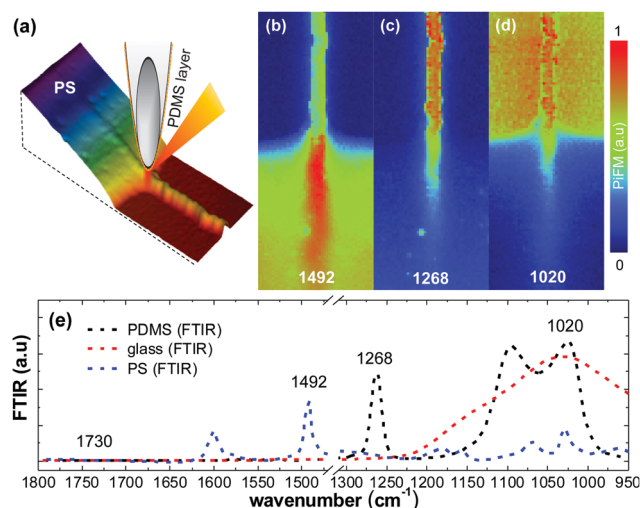 (a)
PS
PDMS layer
(b)
(c)
(d)
1492
1268
1020
1
PiFM (a.u)
0
(e)
PDMS (FTIR)
glass (FTIR)
PS (FTIR)
1730
1492
1268
1020
FTIR (a.u)
1800 1750 1700 1650 1600 1550 1500 1300 1250 1200 1150 1100 1050 1000 950
wavenumber (cm-1)